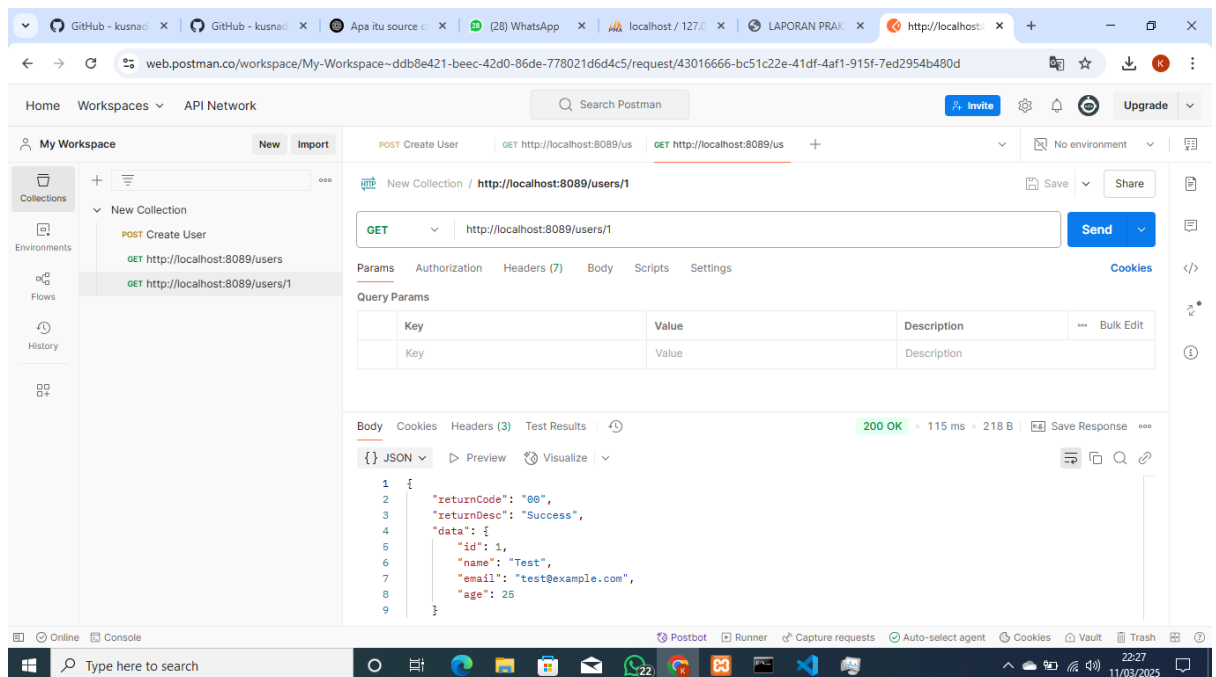 GitHub - kusnad
GitHub - kusnad
Apa itu source c
(28) WhatsApp
localhost / 127.0
LAPORAN PRAK
http://localhost:
web.postman.co/workspace/My-Workspace~ddb8e421-beec-42d0-86de-778021d6d4c5/request/43016666-bc51c22e-41df-4af1-915f-7ed2954b480d
K
Home Workspaces API Network
Search Postman
Invite
Upgrade
My Workspace
New Import
POST Create User
GET http://localhost:8089/us
GET http://localhost:8089/us
No environment
Collections
Environments
Flows
History
New Collection
POST Create User
GET http://localhost:8089/users
GET http://localhost:8089/users/1
HTTP New Collection / http://localhost:8089/users/1
Save
Share
GET http://localhost:8089/users/1
Send
Params Authorization Headers (7) Body Scripts Settings
Cookies
Query Params
Key Value Description Bulk Edit
Key Value Description
Body Cookies Headers (3) Test Results
200 OK 115 ms 218 B Save Response
{} JSON Preview Visualize
1 {
2 "returnCode": "00",
3 "returnDesc": "Success",
4 "data": {
5 "id": 1,
6 "name": "Test",
7 "email": "test@example.com",
8 "age": 25
9 }
Online Console
Postbot Runner Capture requests Auto-select agent Cookies Vault Trash
Type here to search
22
22:27
11/03/2025